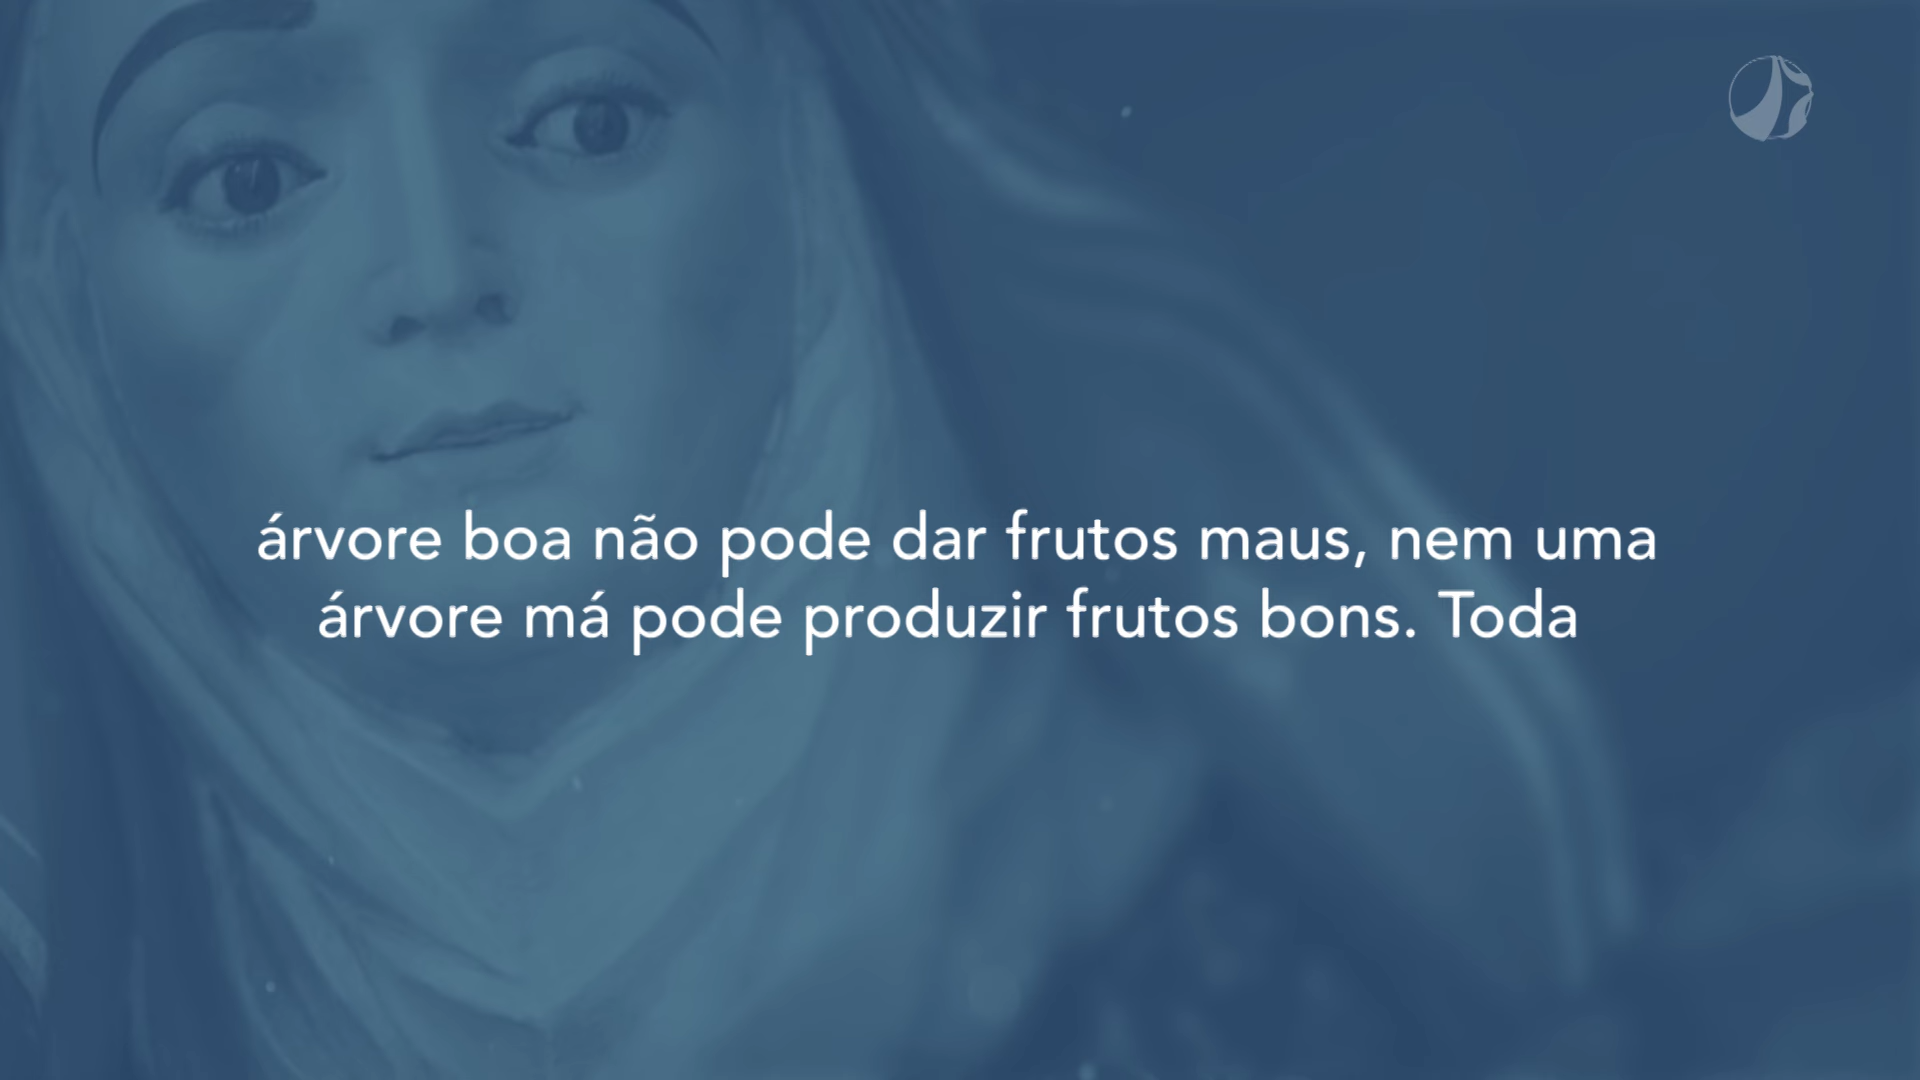 árvore boa não pode dar frutos maus, nem uma
árvore má pode produzir frutos bons. Toda